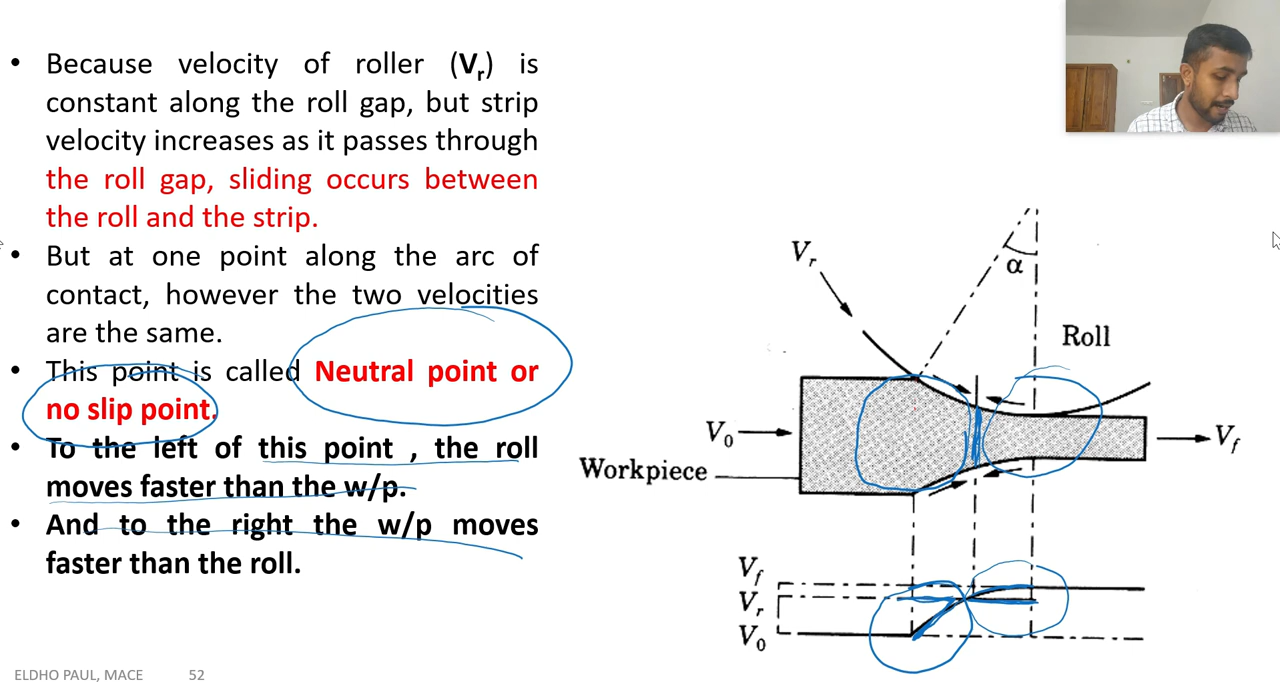 • Because velocity of roller (Vr) is
constant along the roll gap, but strip
velocity increases as it passes through
the roll gap, sliding occurs between
the roll and the strip.
• But at one point along the arc of
contact, however the two velocities
are the same.
• This point is called Neutral point or
no slip point.
• To the left of this point , the roll
moves faster than the w/p.
• And to the right the w/p moves
faster than the roll.
Vr
α
Roll
V0
Vf
Workpiece
Vf
Vr
V0
ELDHO PAUL, MACE 52